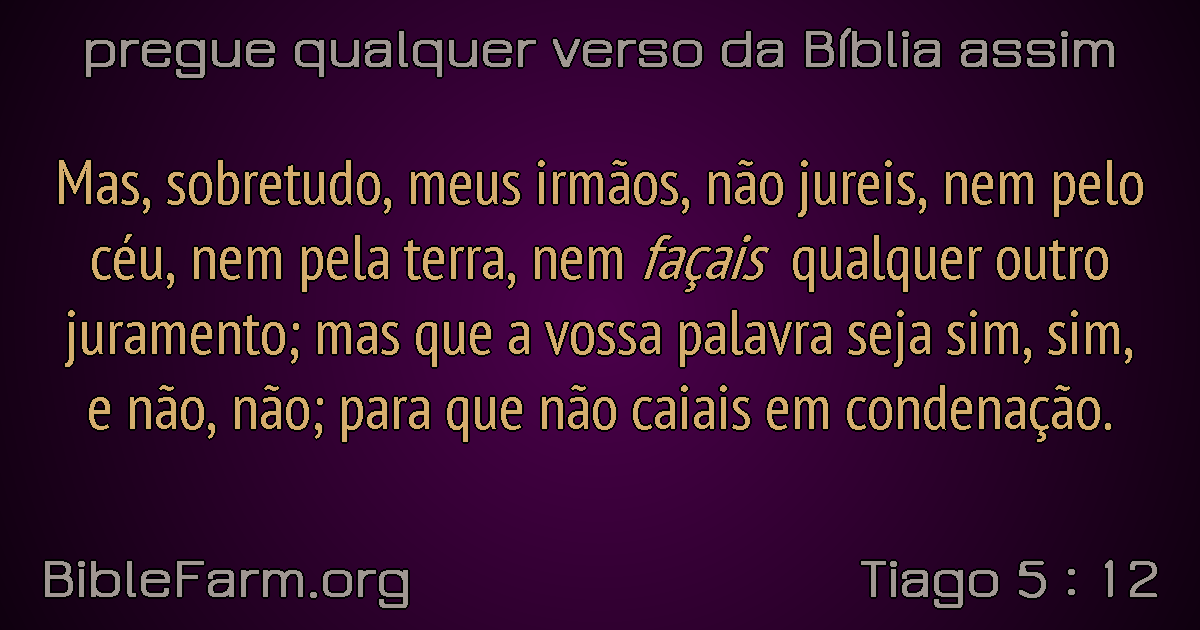 pregue qualquer verso da Bíblia assim
Mas, sobretudo, meus irmãos, não jureis, nem pelo
céu, nem pela terra, nem façais qualquer outro
juramento; mas que a vossa palavra seja sim, sim,
e não, não; para que não caiais em condenação.
BibleFarm.org
Tiago 5 : 12